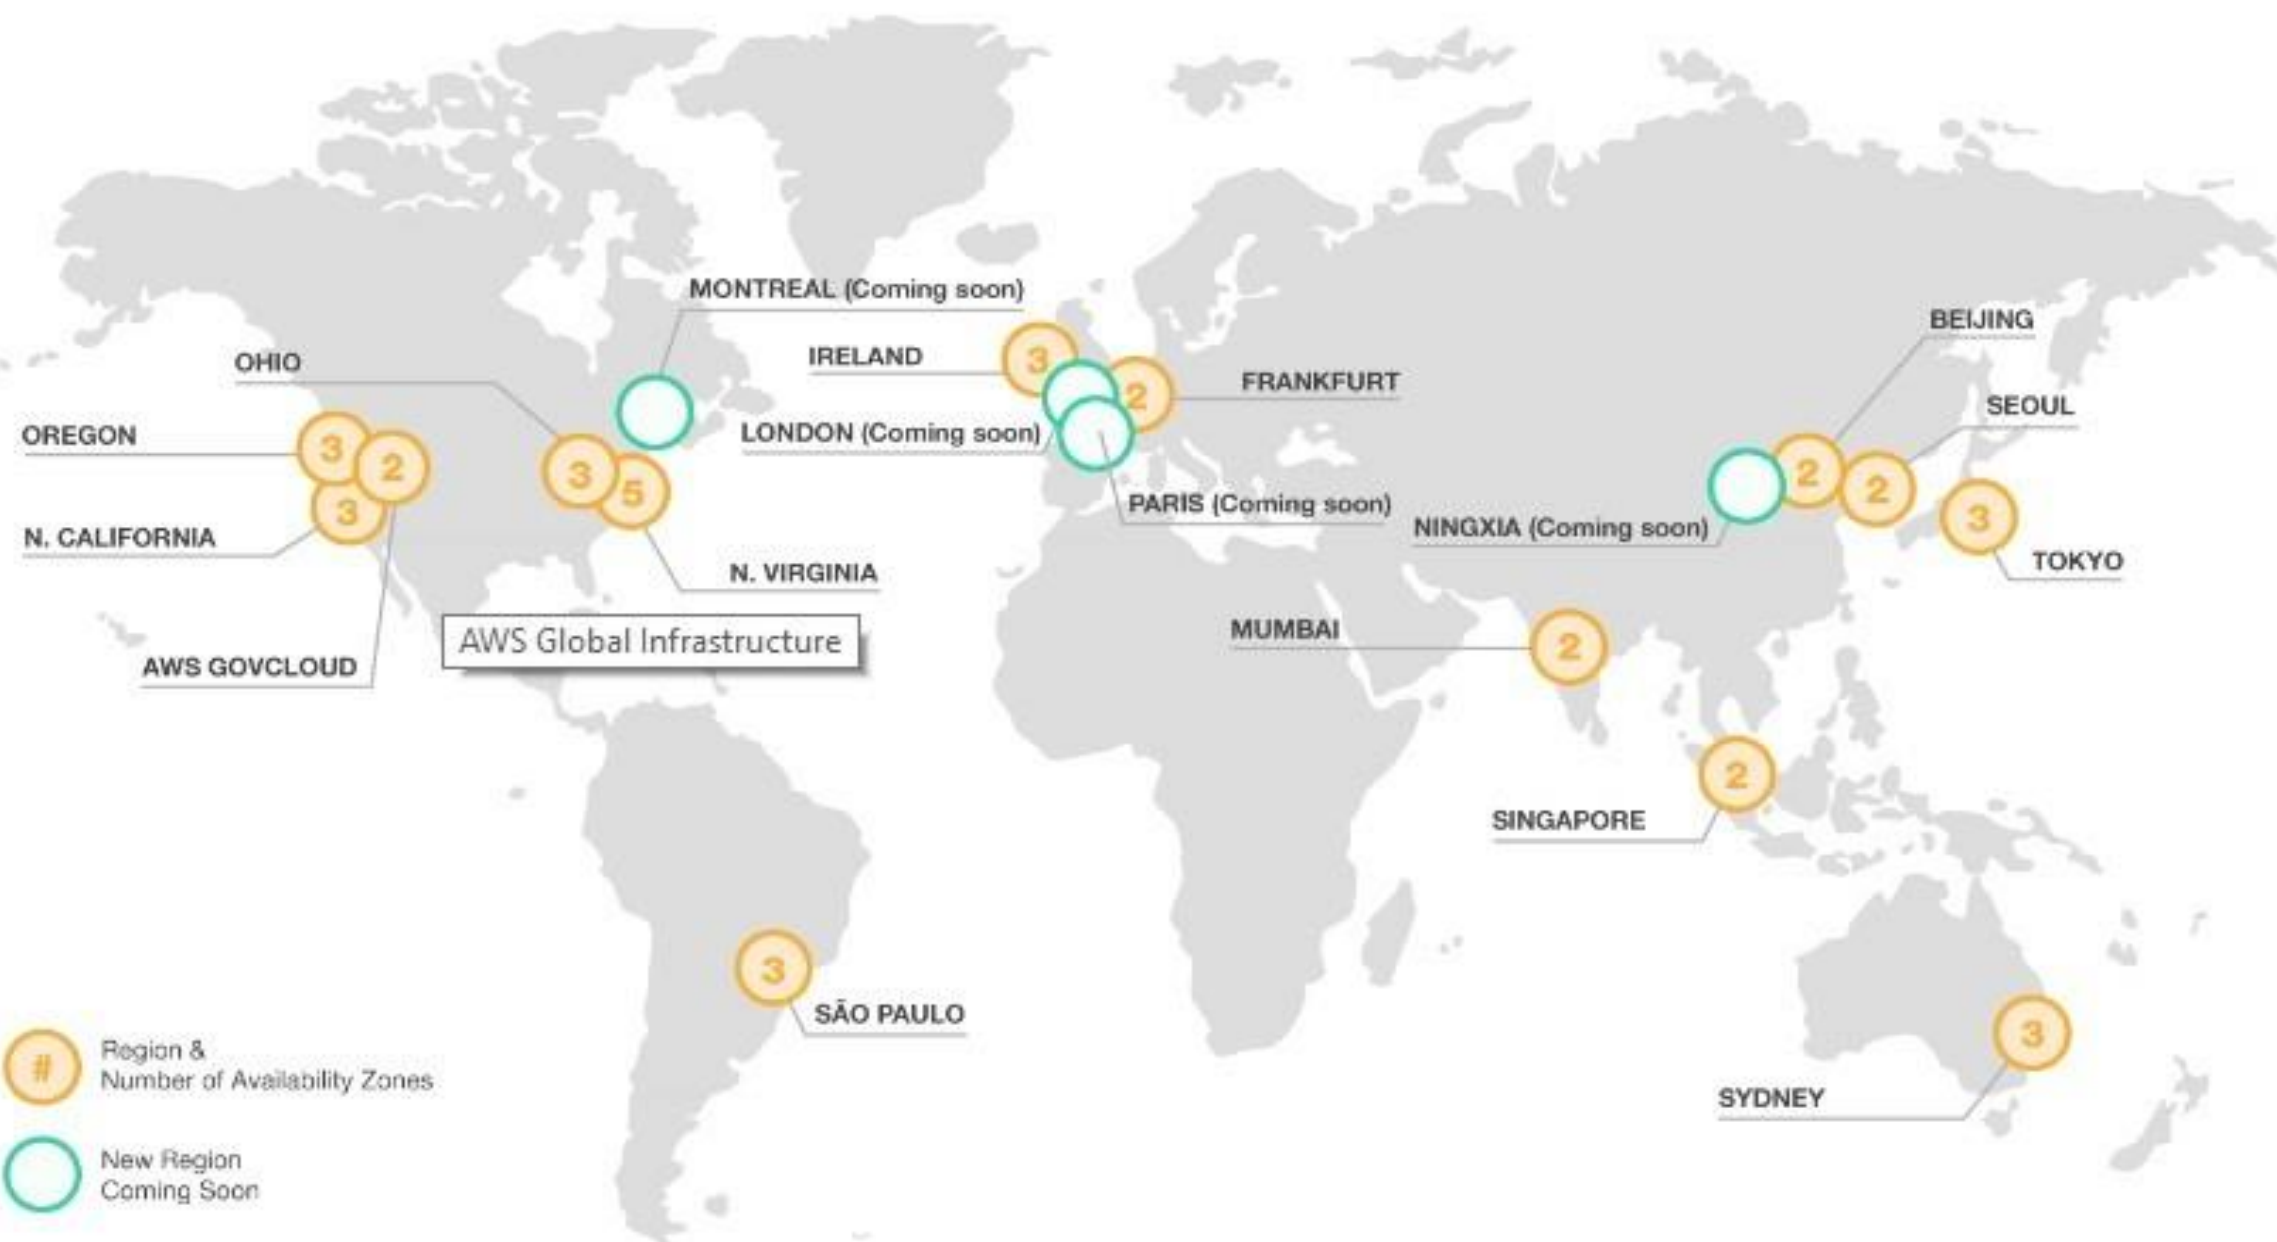 MONTREAL (Coming soon)
BEIJING
OHIO
IRELAND
3
FRANKFURT
2
SEOUL
OREGON
3
2
LONDON (Coming soon)
3
5
2
2
N. CALIFORNIA
3
PARIS (Coming soon)
NINGXIA (Coming soon)
3
TOKYO
N. VIRGINIA
AWS Global Infrastructure
MUMBAI
2
AWS GOVCLOUD
2
SINGAPORE
3
SÃO PAULO
3
SYDNEY
#
Region &
Number of Availability Zones
New Region
Coming Soon